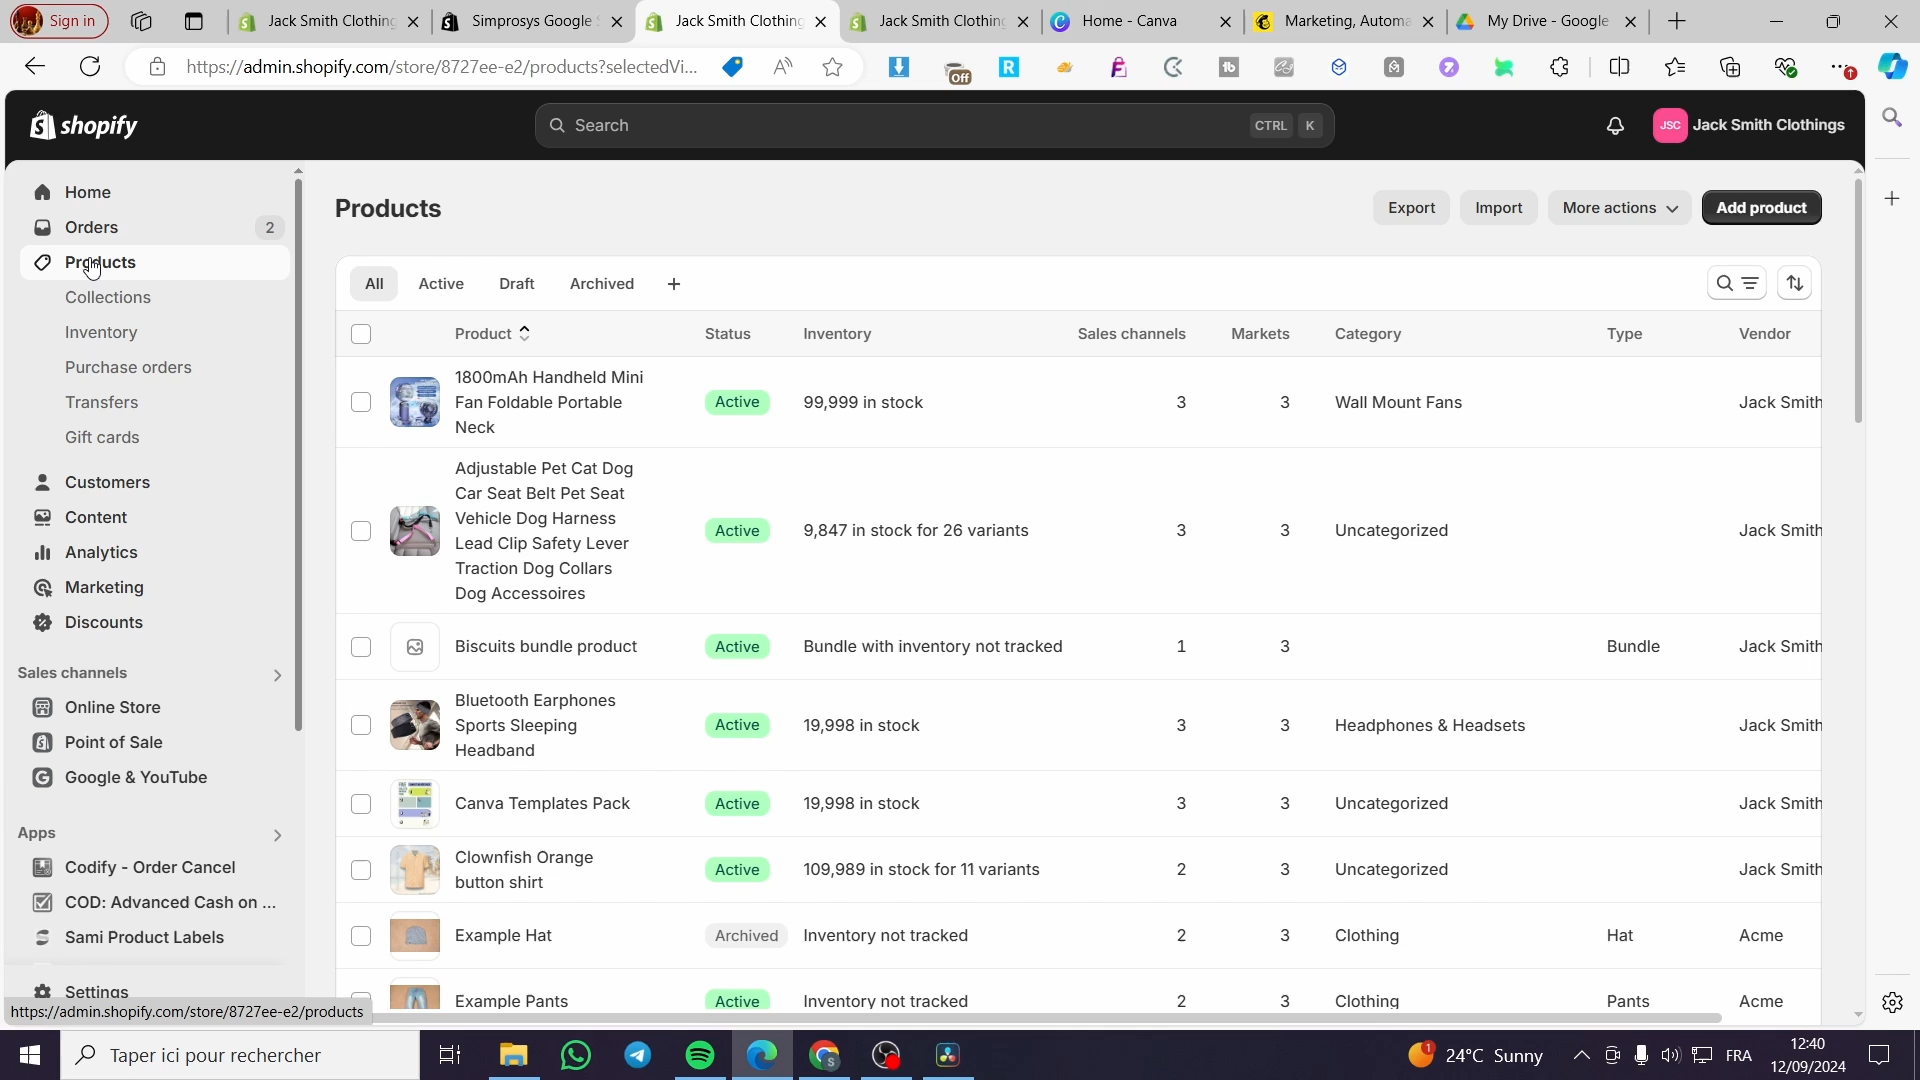 Sign in
Jack Smith Clothing
Simprosys Google S
Jack Smith Clothing
Jack Smith Clothing
Home - Canva
Marketing, Automa
My Drive - Google
https://admin.shopify.com/store/8727ee-e2/products?selectedVi...
Off
shopify
Search
CTRL K
JSC
Jack Smith Clothings
Home
Orders
2
Products
Collections
Inventory
Purchase orders
Transfers
Gift cards
Customers
Content
Analytics
Marketing
Discounts
Sales channels
Online Store
Point of Sale
Google & YouTube
Apps
Codify - Order Cancel
COD: Advanced Cash on ...
Sami Product Labels
Settings
https://admin.shopify.com/store/8727ee-e2/products
Products
Export
Import
More actions
Add product
All Active Draft Archived
Product Status Inventory Sales channels Markets Category Type Vendor
1800mAh Handheld Mini
Fan Foldable Portable
Neck
Active 99,999 in stock 3 3 Wall Mount Fans Jack Smith
Adjustable Pet Cat Dog
Car Seat Belt Pet Seat
Vehicle Dog Harness
Lead Clip Safety Lever
Traction Dog Collars
Dog Accessoires
Active 9,847 in stock for 26 variants 3 3 Uncategorized Jack Smith
Biscuits bundle product Active Bundle with inventory not tracked 1 3 Bundle Jack Smith
Bluetooth Earphones
Sports Sleeping
Headband
Active 19,998 in stock 3 3 Headphones & Headsets Jack Smith
Canva Templates Pack Active 19,998 in stock 3 3 Uncategorized Jack Smith
Clownfish Orange
button shirt
Active 109,989 in stock for 11 variants 2 3 Uncategorized Jack Smith
Example Hat Archived Inventory not tracked 2 3 Clothing Hat Acme
Example Pants Active Inventory not tracked 2 3 Clothing Pants Acme
Taper ici pour rechercher
1
24°C Sunny
FRA
12:40
12/09/2024